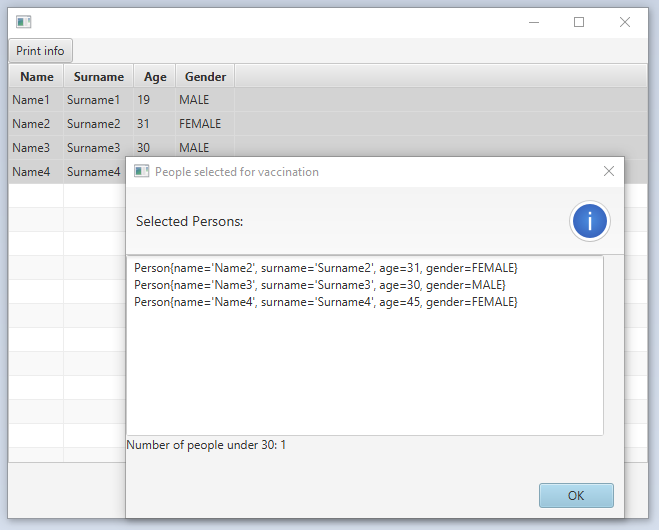 Print info
Name Surname Age Gender
Name1 Surname1 19 MALE
Name2 Surname2 31 FEMALE
Name3 Surname3 30 MALE
Name4 Surname4
People selected for vaccination
Selected Persons:
i
Person{name='Name2', surname='Surname2', age=31, gender=FEMALE}
Person{name='Name3', surname='Surname3', age=30, gender=MALE}
Person{name='Name4', surname='Surname4', age=45, gender=FEMALE}
Number of people under 30: 1
OK